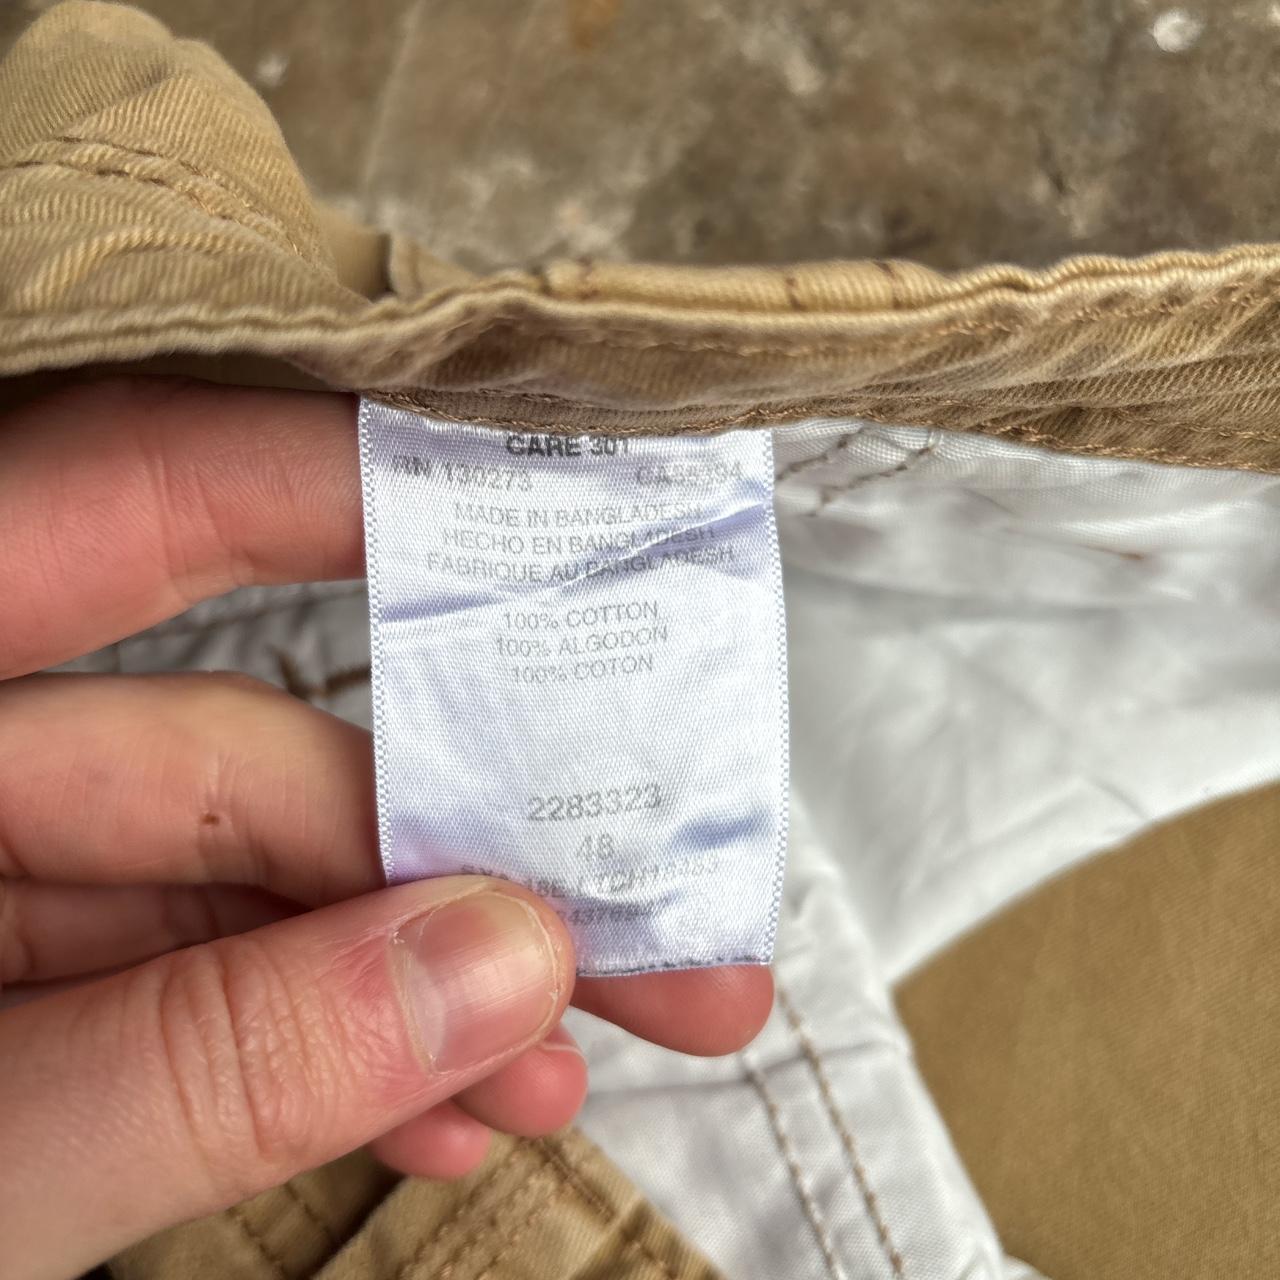 CARE 301
RN 130273
MADE IN BANGLADESH
HECHO EN BANGLADESH
FABRIQUE AU BANGLADESH
100% COTTON
100% ALGODON
100% COTON
2283323
48